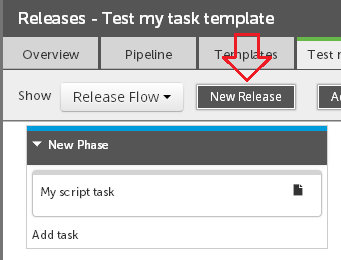 Releases - Test my task template
Overview Pipeline Templates Test
Show Release Flow New Release
New Phase
My script task
Add task